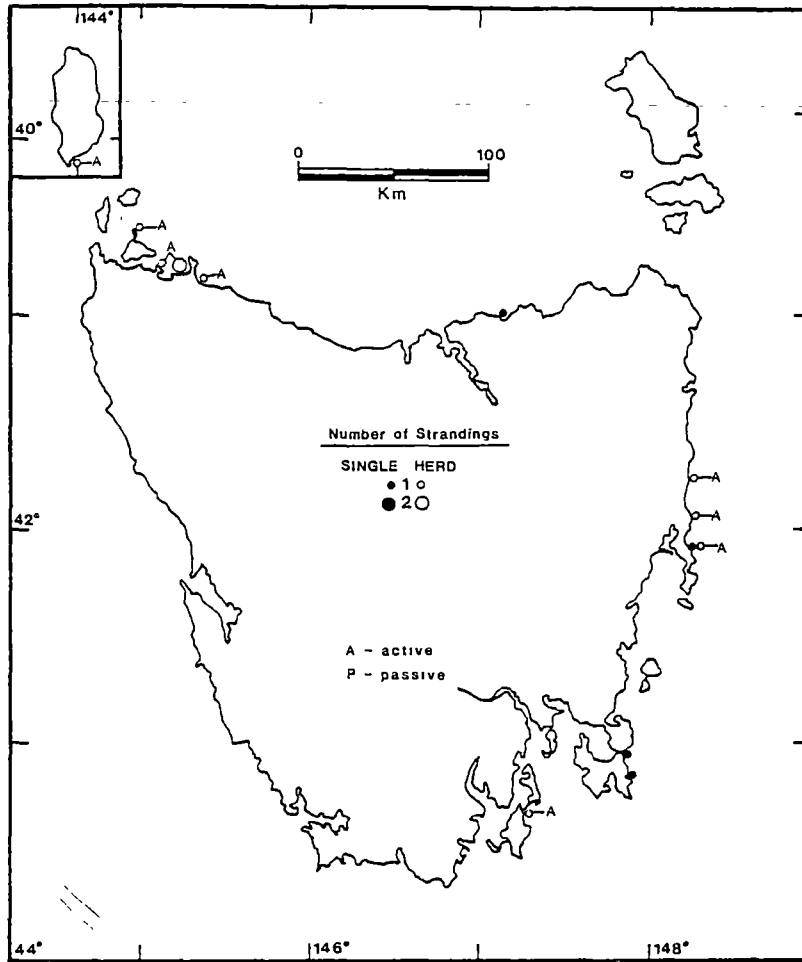 144°
40°
A
0 100
Km
A
A
A
Number of Strandings
SINGLE HERD
● 1 ○
● 2 ○
A
42°
A
A
A - active
P - passive
A
44°
146°
148°